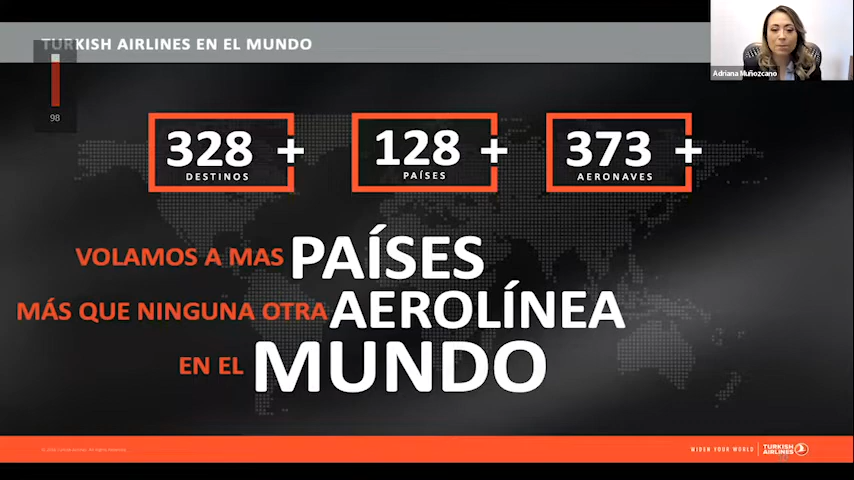 TURKISH AIRLINES EN EL MUNDO
Adriana Muñozcano
98
328 +
DESTINOS
128 +
PAÍSES
373 +
AERONAVES
VOLAMOS A MAS PAÍSES
MÁS QUE NINGUNA OTRA AEROLÍNEA
EN EL MUNDO
WIDEN YOUR WORLD
TURKISH
AIRLINES